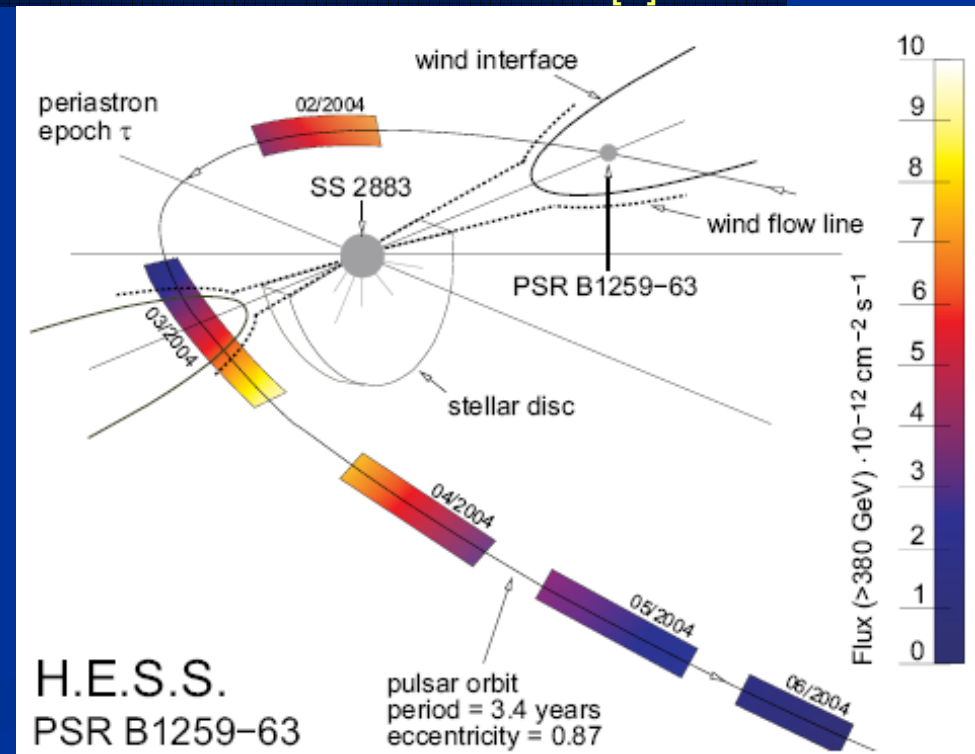 wind interface
periastron
epoch τ
02/2004
SS 2883
wind flow line
PSR B1259−63
03/2004
stellar disc
04/2004
05/2004
06/2004
pulsar orbit
period = 3.4 years
eccentricity = 0.87
H.E.S.S.
PSR B1259−63
10
9
8
7
6
5
4
3
2
1
0
Flux (>380 GeV) ·10⁻¹² cm⁻² s⁻¹